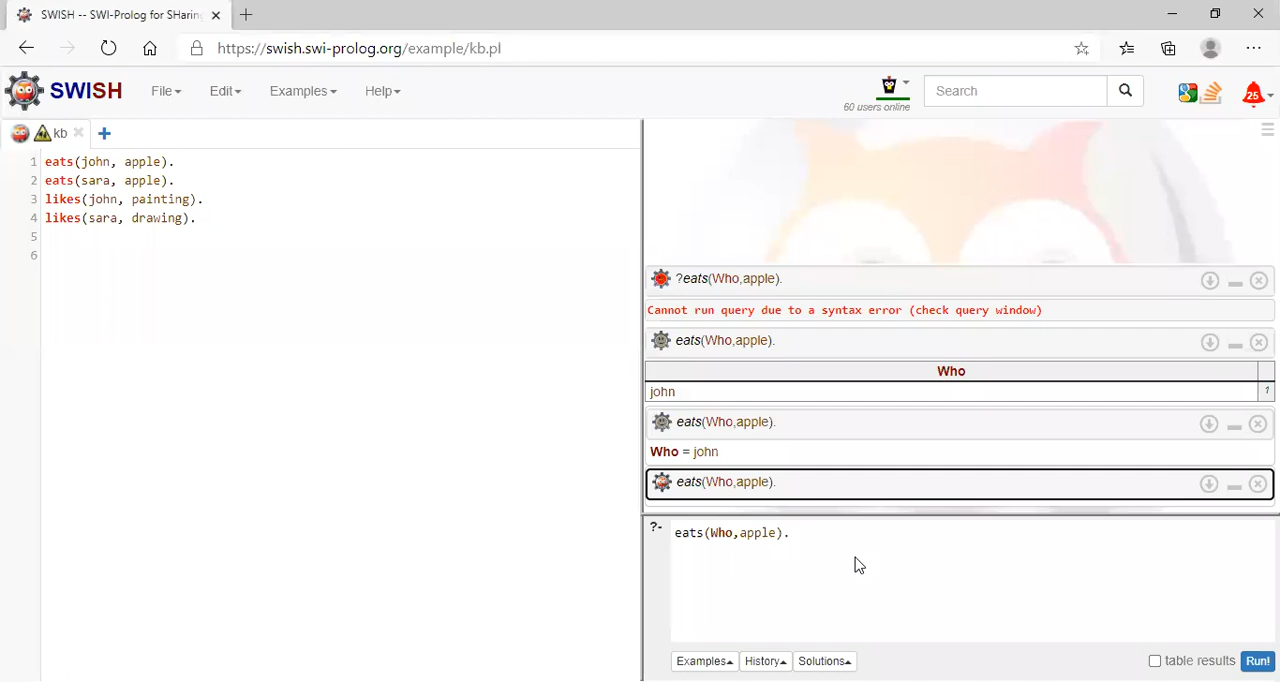 SWISH -- SWI-Prolog for SHaring
https://swish.swi-prolog.org/example/kb.pl
SWISH File Edit Examples Help 60 users online Search 25
kb
1 eats(john, apple).
2 eats(sara, apple).
3 likes(john, painting).
4 likes(sara, drawing).
5
6
?eats(Who,apple).
Cannot run query due to a syntax error (check query window)
eats(Who,apple).
Who
john 1
eats(Who,apple).
Who = john
eats(Who,apple).
?- eats(Who,apple).
Examples History Solutions table results Run!